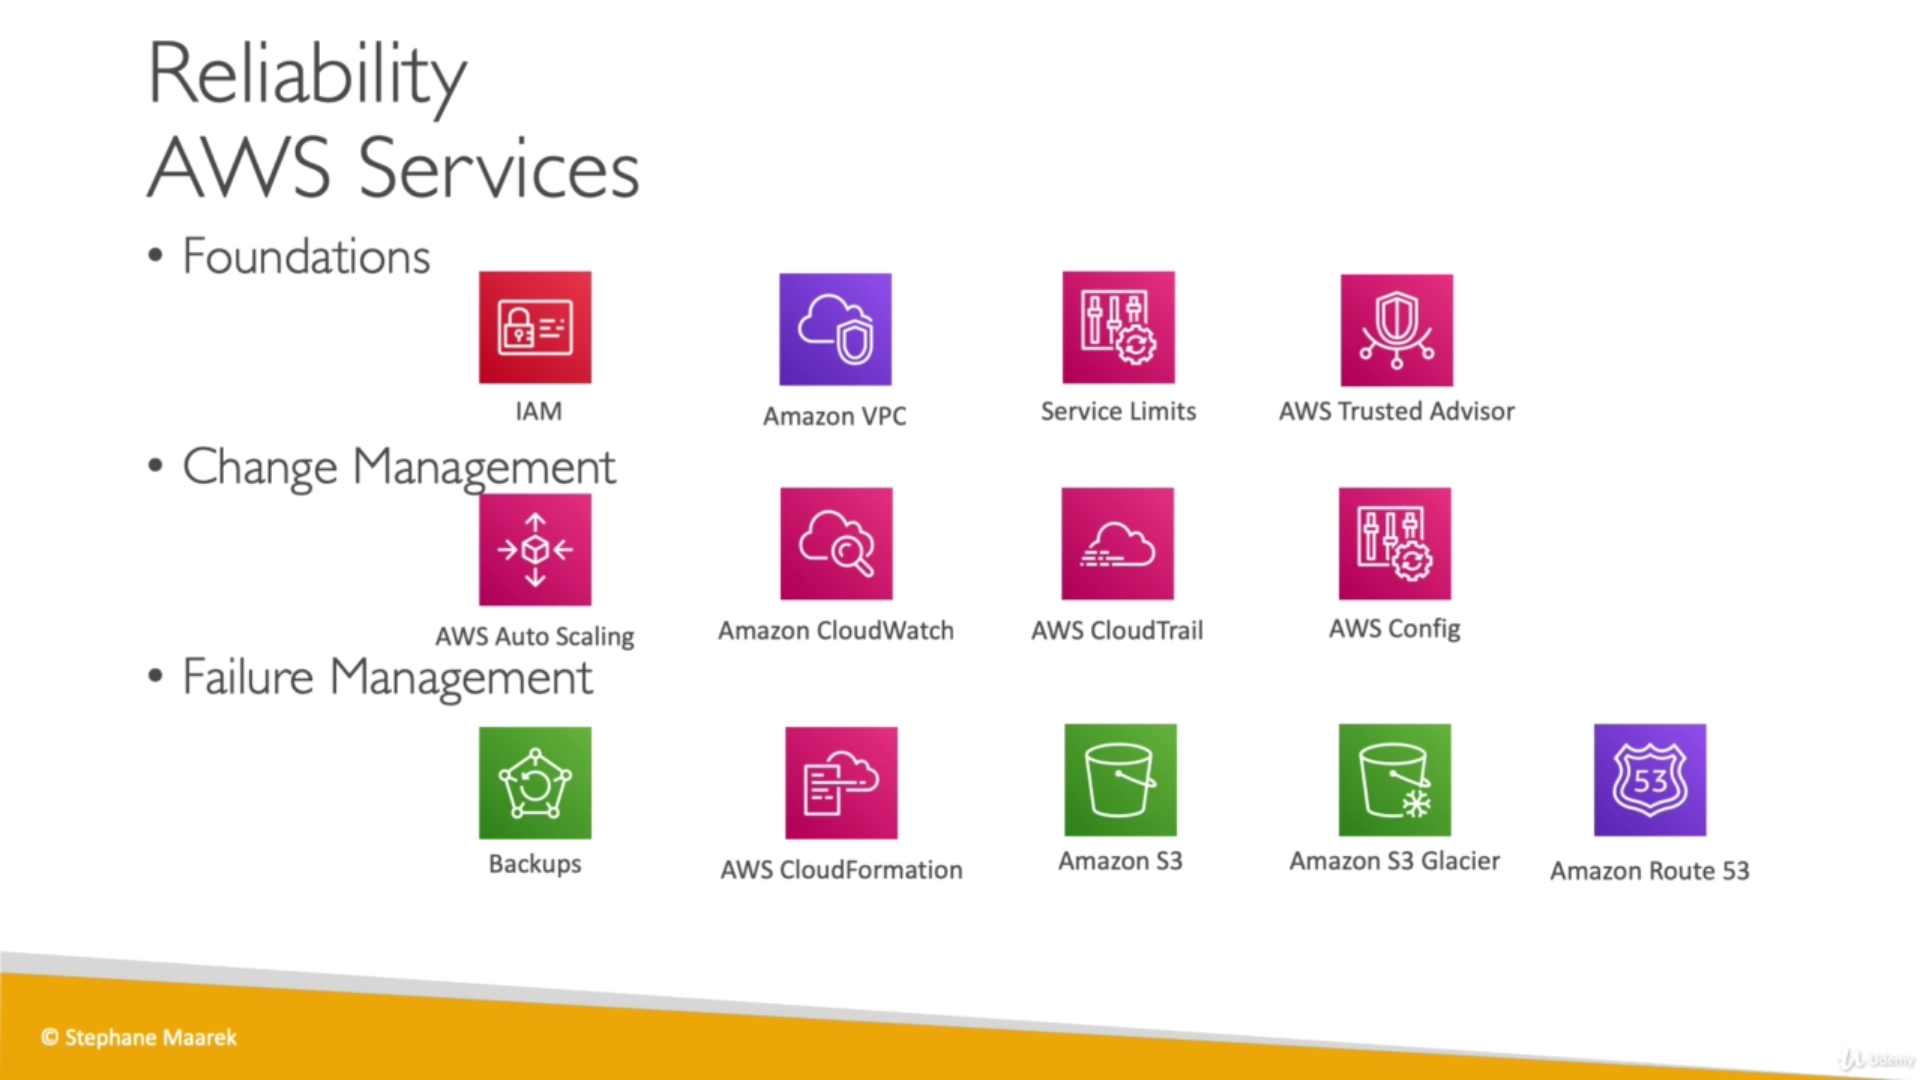 Reliability
AWS Services
• Foundations
IAM
Amazon VPC
Service Limits
AWS Trusted Advisor
• Change Management
AWS Auto Scaling
Amazon CloudWatch
AWS CloudTrail
AWS Config
• Failure Management
53
Backups
AWS CloudFormation
Amazon S3
Amazon S3 Glacier
Amazon Route 53
© Stephane Maarek
Udemy